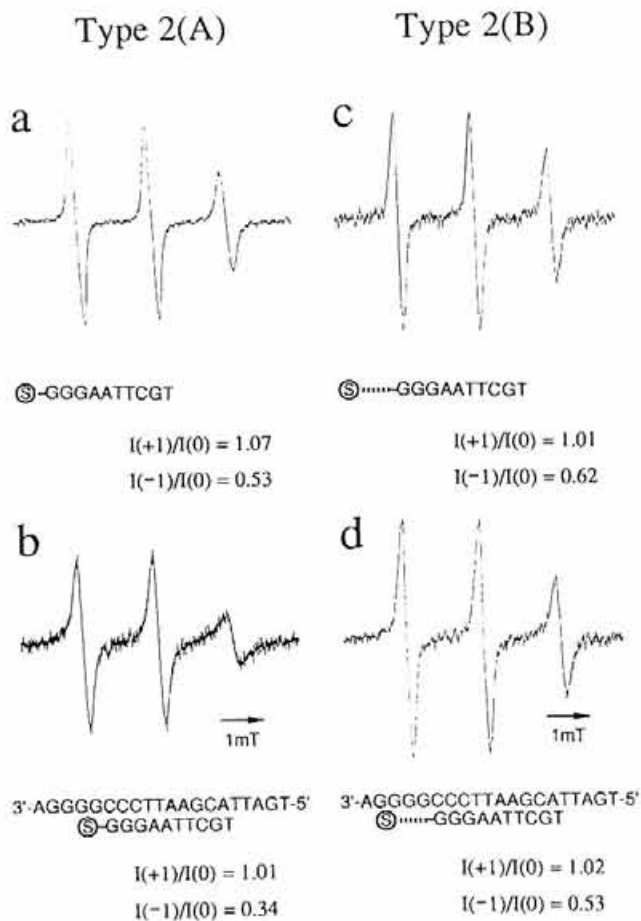 Type 2(A)
Type 2(B)
a
c
Ⓢ-GGGAATTCGT
I(+1)/I(0) = 1.07
I(−1)/I(0) = 0.53
Ⓢ┈┈-GGGAATTCGT
I(+1)/I(0) = 1.01
I(−1)/I(0) = 0.62
b
d
1mT
1mT
3'-AGGGGCCCTTAAGCATTAGT-5'
Ⓢ-GGGAATTCGT
I(+1)/I(0) = 1.01
I(−1)/I(0) = 0.34
3'-AGGGGCCCTTAAGCATTAGT-5'
Ⓢ┈┈-GGGAATTCGT
I(+1)/I(0) = 1.02
I(−1)/I(0) = 0.53